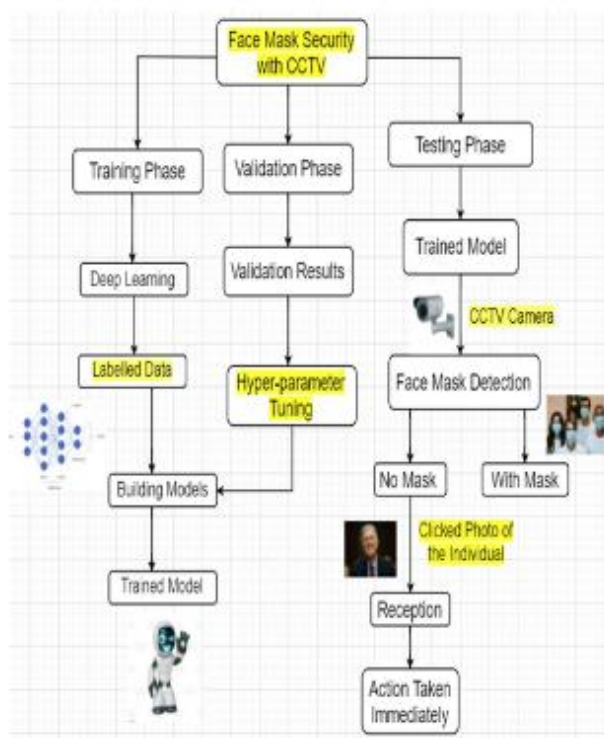 Face Mask Security
with CCTV
Training Phase
Validation Phase
Testing Phase
Deep Learning
Validation Results
Trained Model
CCTV Camera
Labelled Data
Hyper-parameter
Tuning
Face Mask Detection
Building Models
No Mask
With Mask
Clicked Photo of
the Individual
Trained Model
Reception
Action Taken
Immediately